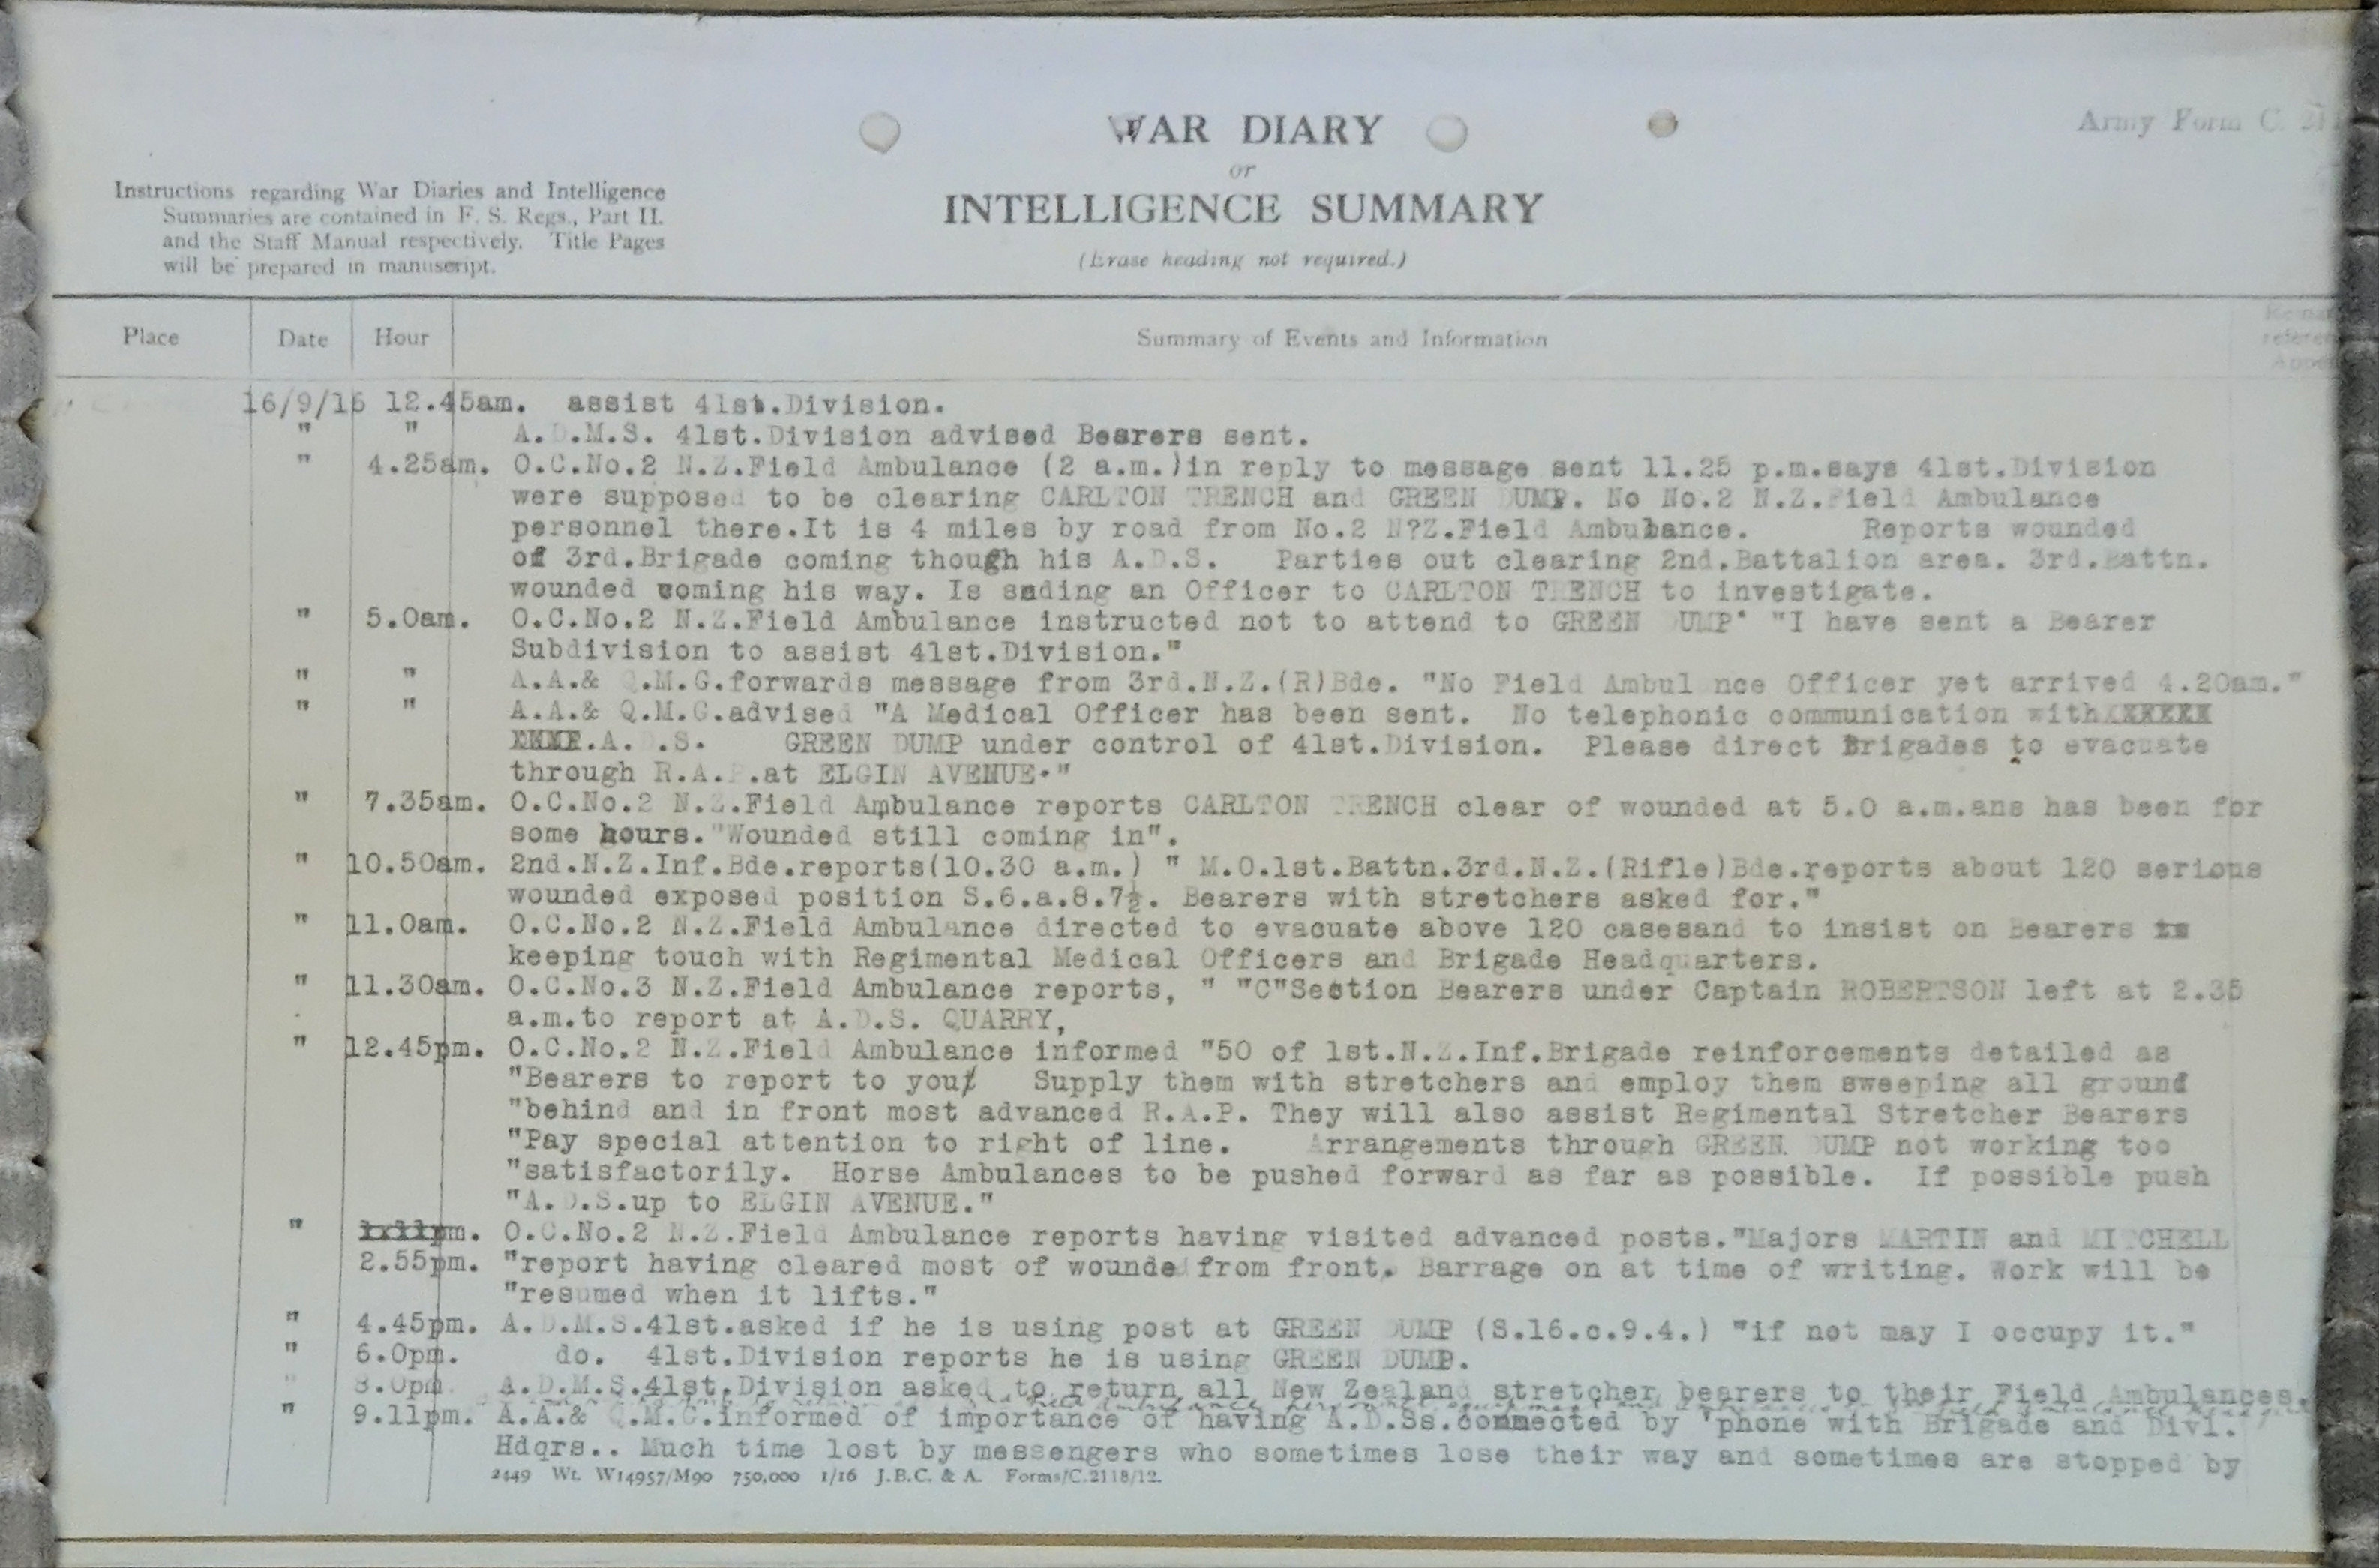 WAR DIARY
or
INTELLIGENCE SUMMARY
(Erase heading not required.)
Army Form C.
Instructions regarding War Diaries and Intelligence
Summaries are contained in F. S. Regs., Part II.
and the Staff Manual respectively. Title Pages
will be prepared in manuscript.
Place Date Hour Summary of Events and Information
16/9/16 12.45am. assist 41st.Division.
" " A.D.M.S. 41st.Division advised Bearers sent.
" 4.25am. O.C.No.2 N.Z.Field Ambulance (2 a.m.)in reply to message sent 11.25 p.m.says 41st.Division
were supposed to be clearing CARLTON TRENCH and GREEN DUMP. No No.2 N.Z.Field Ambulance
personnel there.It is 4 miles by road from No.2 N?Z.Field Ambulance. Reports wounded
of 3rd.Brigade coming though his A.D.S. Parties out clearing 2nd.Battalion area. 3rd.Battn.
wounded coming his way. Is snding an Officer to CARLTON TRENCH to investigate.
" 5.0am. O.C.No.2 N.Z.Field Ambulance instructed not to attend to GREEN DUMP. "I have sent a Bearer
Subdivision to assist 41st.Division."
" " A.A.& Q.M.G.forwards message from 3rd.N.Z.(R)Bde. "No Field Ambulance Officer yet arrived 4.20am."
" " A.A.& Q.M.G.advised "A Medical Officer has been sent. No telephonic communication with
.A.D.S. GREEN DUMP under control of 41st.Division. Please direct Brigades to evacuate
through R.A.P.at ELGIN AVENUE."
" 7.35am. O.C.No.2 N.Z.Field Ambulance reports CARLTON TRENCH clear of wounded at 5.0 a.m.ans has been for
some hours."Wounded still coming in".
" 10.50am. 2nd.N.Z.Inf.Bde.reports(10.30 a.m.) " M.O.1st.Battn.3rd.N.Z.(Rifle)Bde.reports about 120 serious
wounded exposed position S.6.a.8.7½. Bearers with stretchers asked for."
" 11.0am. O.C.No.2 N.Z.Field Ambulance directed to evacuate above 120 casesand to insist on Bearers
keeping touch with Regimental Medical Officers and Brigade Headquarters.
" 11.30am. O.C.No.3 N.Z.Field Ambulance reports, " "C"Section Bearers under Captain ROBERTSON left at 2.35
a.m.to report at A.D.S. QUARRY,
" 12.45pm. O.C.No.2 N.Z.Field Ambulance informed "50 of 1st.N.Z.Inf.Brigade reinforcements detailed as
"Bearers to report to you. Supply them with stretchers and employ them sweeping all ground
"behind and in front most advanced R.A.P. They will also assist Regimental Stretcher Bearers
"Pay special attention to right of line. Arrangements through GREEN DUMP not working too
"satisfactorily. Horse Ambulances to be pushed forward as far as possible. If possible push
"A.D.S.up to ELGIN AVENUE."
" O.C.No.2 N.Z.Field Ambulance reports having visited advanced posts."Majors MARTIN and MITCHELL
2.55pm. "report having cleared most of wounded from front. Barrage on at time of writing. Work will be
"resumed when it lifts."
" 4.45pm. A.D.M.S.41st.asked if he is using post at GREEN DUMP (S.16.c.9.4.) "if not may I occupy it."
" 6.0pm. do. 41st.Division reports he is using GREEN DUMP.
" A.D.M.S.41st.Division asked to return all New Zealand stretcher bearers to their Field Ambulances.
" 9.11pm. A.A.& Q.M.G.informed of importance of having A.D.Ss.connected by 'phone with Brigade and Divl.
Hdqrs.. Much time lost by messengers who sometimes lose their way and sometimes are stopped by
2449 Wt. W14957/M90 750,000 1/16 J.B.C. & A. Forms/C.2118/12.